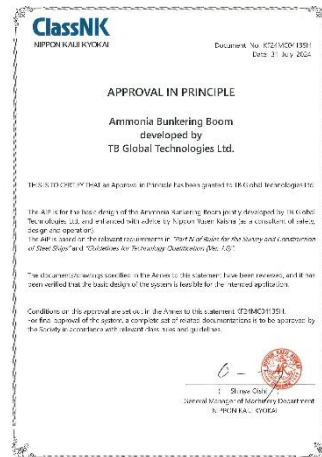 ClassNK
NIPPON KAIJI KYOKAI
Date: 31 July 2024
APPROVAL IN PRINCIPLE
Ammonia Bunkering Boom
developed by
TB Global Technologies Ltd.
THIS IS TO CERTIFY THAT an Approval in Principle has been granted to TB Global Technologies Ltd.
The AIP is for the basic design of the Ammonia Bunkering Boom jointly developed by TB Global
Technologies Ltd. and enhanced with advice by Nippon Yusen Kaisha (as a consultant of safety,
design and operation).
The AIP is based on the relevant requirements in "Part N of Rules for the Survey and Construction
of Steel Ships" and "Guidelines for Technology Qualification
The documents/drawings specified in the Annex to this statement have been reviewed, and it has
been verified that the basic design of the system is feasible for the intended application.
Conditions on this approval are set out in the Annex to this statement
For final approval of the system, a complete set of related documentations is to be approved by
the Society in accordance with relevant class rules and guidelines.
General Manager of Machinery Department
NIPPON KAIJI KYOKAI